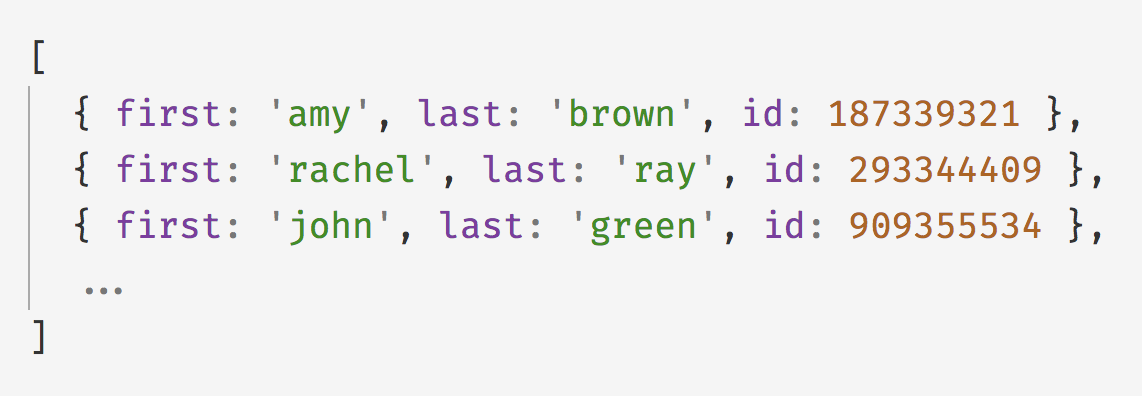 [
{ first: 'amy', last: 'brown', id: 187339321 },
{ first: 'rachel', last: 'ray', id: 293344409 },
{ first: 'john', last: 'green', id: 909355534 },
...
]